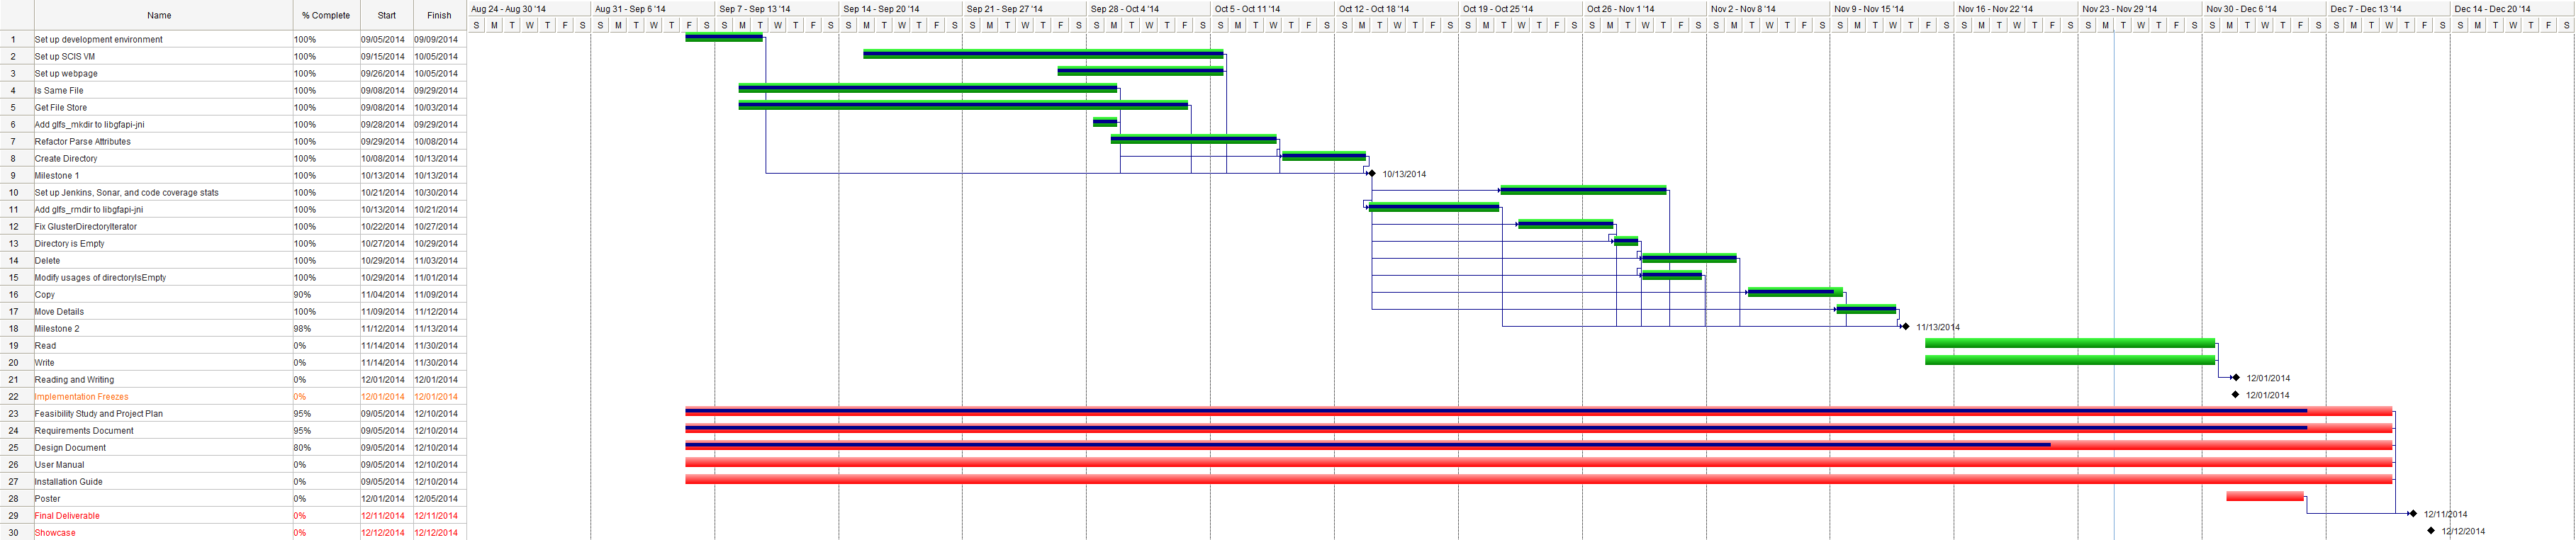 Name % Complete Start Finish Aug 24 - Aug 30 '14 Aug 31 - Sep 6 '14 Sep 7 - Sep 13 '14 Sep 14 - Sep 20 '14 Sep 21 - Sep 27 '14 Sep 28 - Oct 4 '14 Oct 5 - Oct 11 '14 Oct 12 - Oct 18 '14 Oct 19 - Oct 25 '14 Oct 26 - Nov 1 '14 Nov 2 - Nov 8 '14 Nov 9 - Nov 15 '14 Nov 16 - Nov 22 '14 Nov 23 - Nov 29 '14 Nov 30 - Dec 6 '14 Dec 7 - Dec 13 '14 Dec 14 - Dec 20 '14
S M T W T F S S M T W T F S S M T W T F S S M T W T F S S M T W T F S S M T W T F S S M T W T F S S M T W T F S S M T W T F S S M T W T F S S M T W T F S S M T W T F S S M T W T F S S M T W T F S S M T W T F S S M T W T F S S M T W T F S
1 Set up development environment 100% 09/05/2014 09/09/2014
2 Set up SCIS VM 100% 09/15/2014 10/05/2014
3 Set up webpage 100% 09/26/2014 10/05/2014
4 Is Same File 100% 09/08/2014 09/29/2014
5 Get File Store 100% 09/08/2014 10/03/2014
6 Add glfs_mkdir to libgfapi-jni 100% 09/28/2014 09/29/2014
7 Refactor Parse Attributes 100% 09/29/2014 10/08/2014
8 Create Directory 100% 10/08/2014 10/13/2014
9 Milestone 1 100% 10/13/2014 10/13/2014 10/13/2014
10 Set up Jenkins, Sonar, and code coverage stats 100% 10/21/2014 10/30/2014
11 Add glfs_rmdir to libgfapi-jni 100% 10/13/2014 10/21/2014
12 Fix GlusterDirectoryIterator 100% 10/22/2014 10/27/2014
13 Directory is Empty 100% 10/27/2014 10/29/2014
14 Delete 100% 10/29/2014 11/03/2014
15 Modify usages of directoryIsEmpty 100% 10/29/2014 11/01/2014
16 Copy 90% 11/04/2014 11/09/2014
17 Move Details 100% 11/09/2014 11/12/2014
18 Milestone 2 98% 11/12/2014 11/13/2014 11/13/2014
19 Read 0% 11/14/2014 11/30/2014
20 Write 0% 11/14/2014 11/30/2014
21 Reading and Writing 0% 12/01/2014 12/01/2014 12/01/2014
22 Implementation Freezes 0% 12/01/2014 12/01/2014 12/01/2014
23 Feasibility Study and Project Plan 95% 09/05/2014 12/10/2014
24 Requirements Document 95% 09/05/2014 12/10/2014
25 Design Document 80% 09/05/2014 12/10/2014
26 User Manual 0% 09/05/2014 12/10/2014
27 Installation Guide 0% 09/05/2014 12/10/2014
28 Poster 0% 12/01/2014 12/05/2014
29 Final Deliverable 0% 12/11/2014 12/11/2014 12/11/2014
30 Showcase 0% 12/12/2014 12/12/2014 12/12/2014